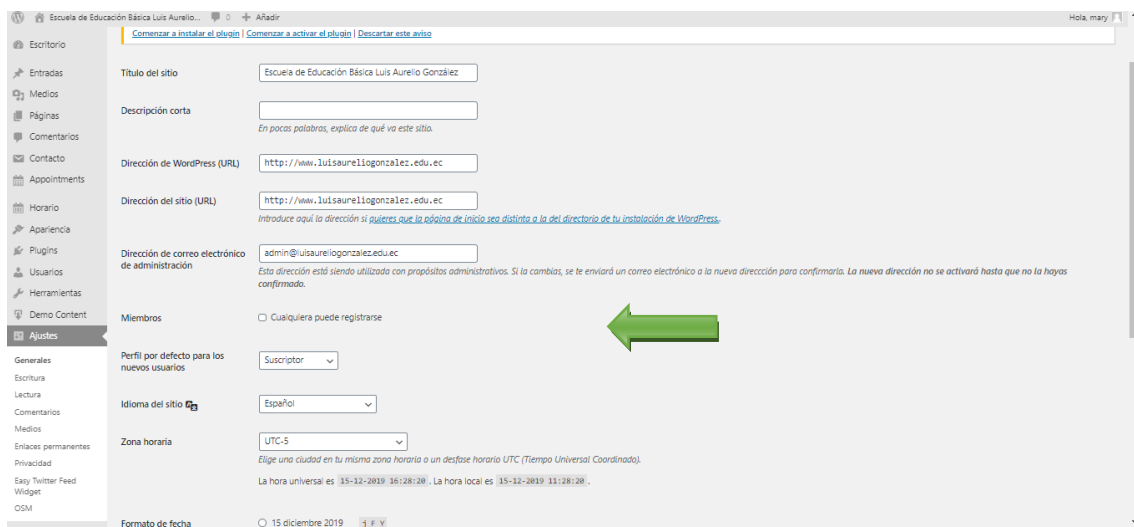 Escuela de Educación Básica Luis Aurelio... 0 + Añadir
Hola, mary
Escritorio
Entradas
Medios
Páginas
Comentarios
Contacto
Appointments
Horario
Apariencia
Plugins
Usuarios
Herramientas
Demo Content
Ajustes
Generales
Escritura
Lectura
Comentarios
Medios
Enlaces permanentes
Privacidad
Easy Twitter Feed
Widget
OSM
Comenzar a instalar el plugin | Comenzar a activar el plugin | Descartar este aviso
Título del sitio
Escuela de Educación Básica Luis Aurelio González
Descripción corta
En pocas palabras, explica de qué va este sitio.
Dirección de WordPress (URL)
http://www.luisaureliogonzalez.edu.ec
Dirección del sitio (URL)
http://www.luisaureliogonzalez.edu.ec
Introduce aquí la dirección si quieres que la página de inicio sea distinta a la del directorio de tu instalación de WordPress.
Dirección de correo electrónico
de administración
admin@luisaureliogonzalez.edu.ec
Esta dirección está siendo utilizada con propósitos administrativos. Si la cambias, se te enviará un correo electrónico a la nueva direccción para confirmarla. La nueva dirección no se activará hasta que no la hayas
confirmado.
Miembros
Cualquiera puede registrarse
Perfil por defecto para los
nuevos usuarios
Suscriptor
Idioma del sitio
Español
Zona horaria
UTC-5
Elige una ciudad en tu misma zona horaria o un desfase horario UTC (Tiempo Universal Coordinado).
La hora universal es 15-12-2019 16:28:20 . La hora local es 15-12-2019 11:28:20 .
Formato de fecha
15 diciembre 2019 j F Y